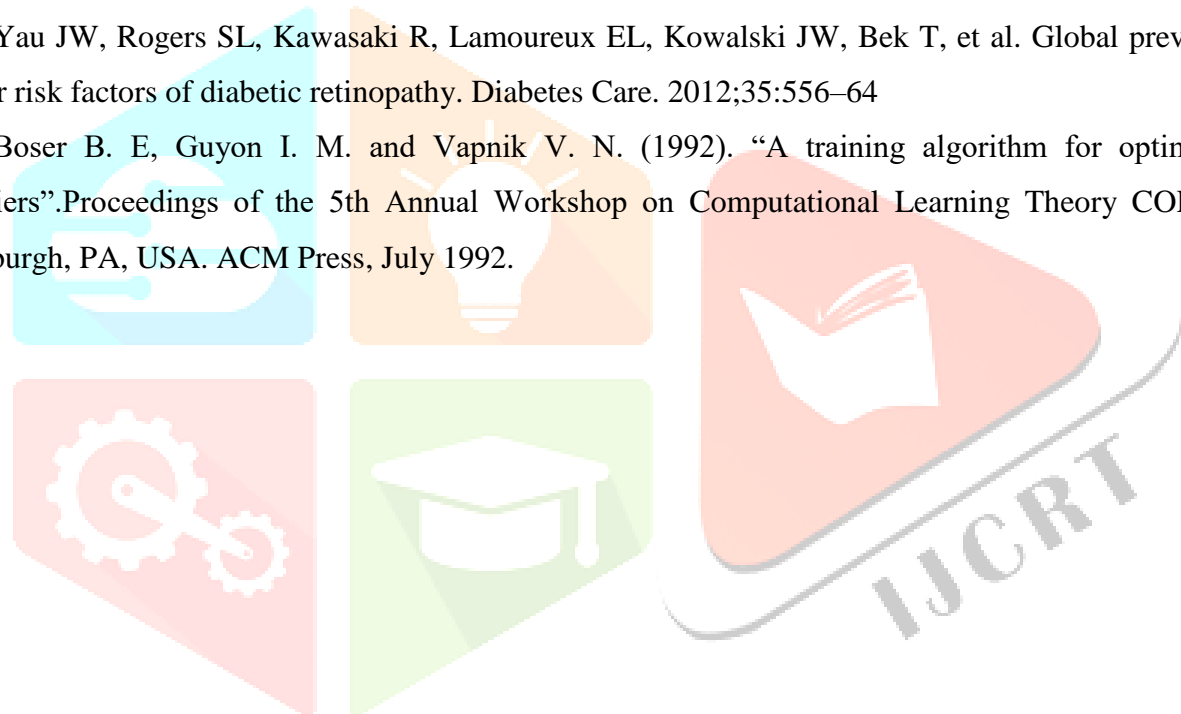 Yau JW, Rogers SL, Kawasaki R, Lamoureux EL, Kowalski JW, Bek T, et al. Global prev
r risk factors of diabetic retinopathy. Diabetes Care. 2012;35:556–64
Boser B. E, Guyon I. M. and Vapnik V. N. (1992). “A training algorithm for optim
iers”.Proceedings of the 5th Annual Workshop on Computational Learning Theory COL
burgh, PA, USA. ACM Press, July 1992.
IJCRT